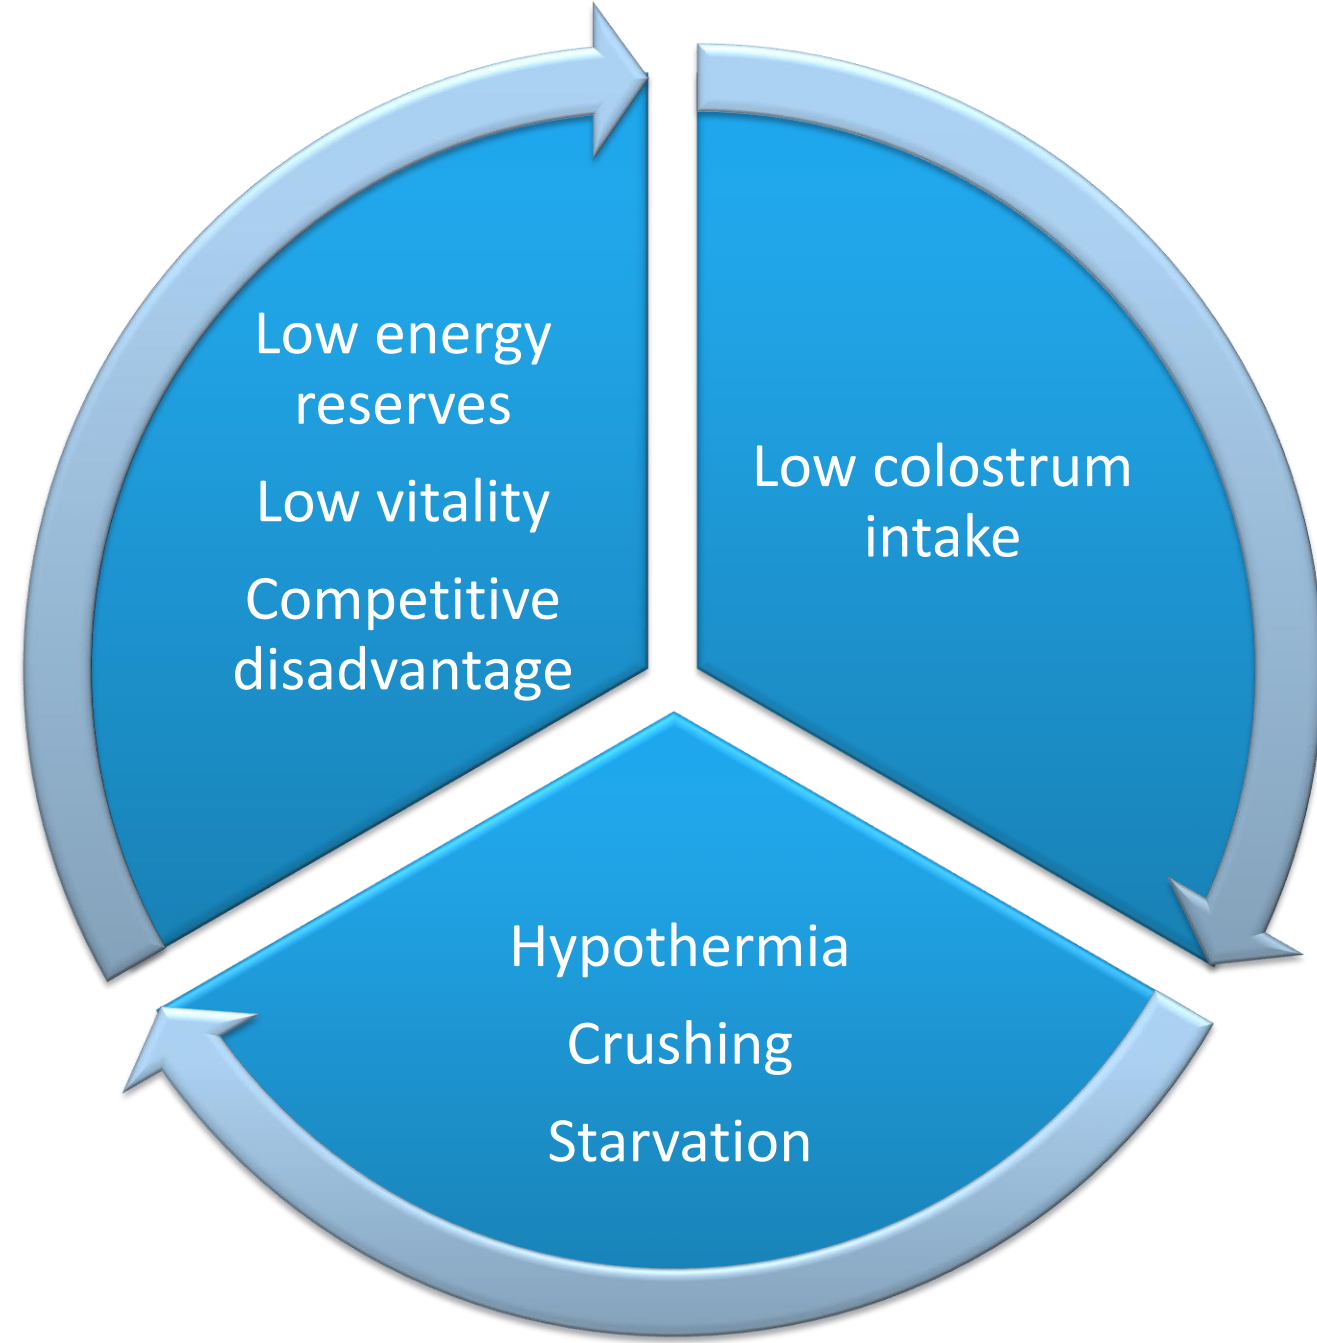 Low energy
reserves
Low vitality
Competitive
disadvantage
Low colostrum
intake
Hypothermia
Crushing
Starvation